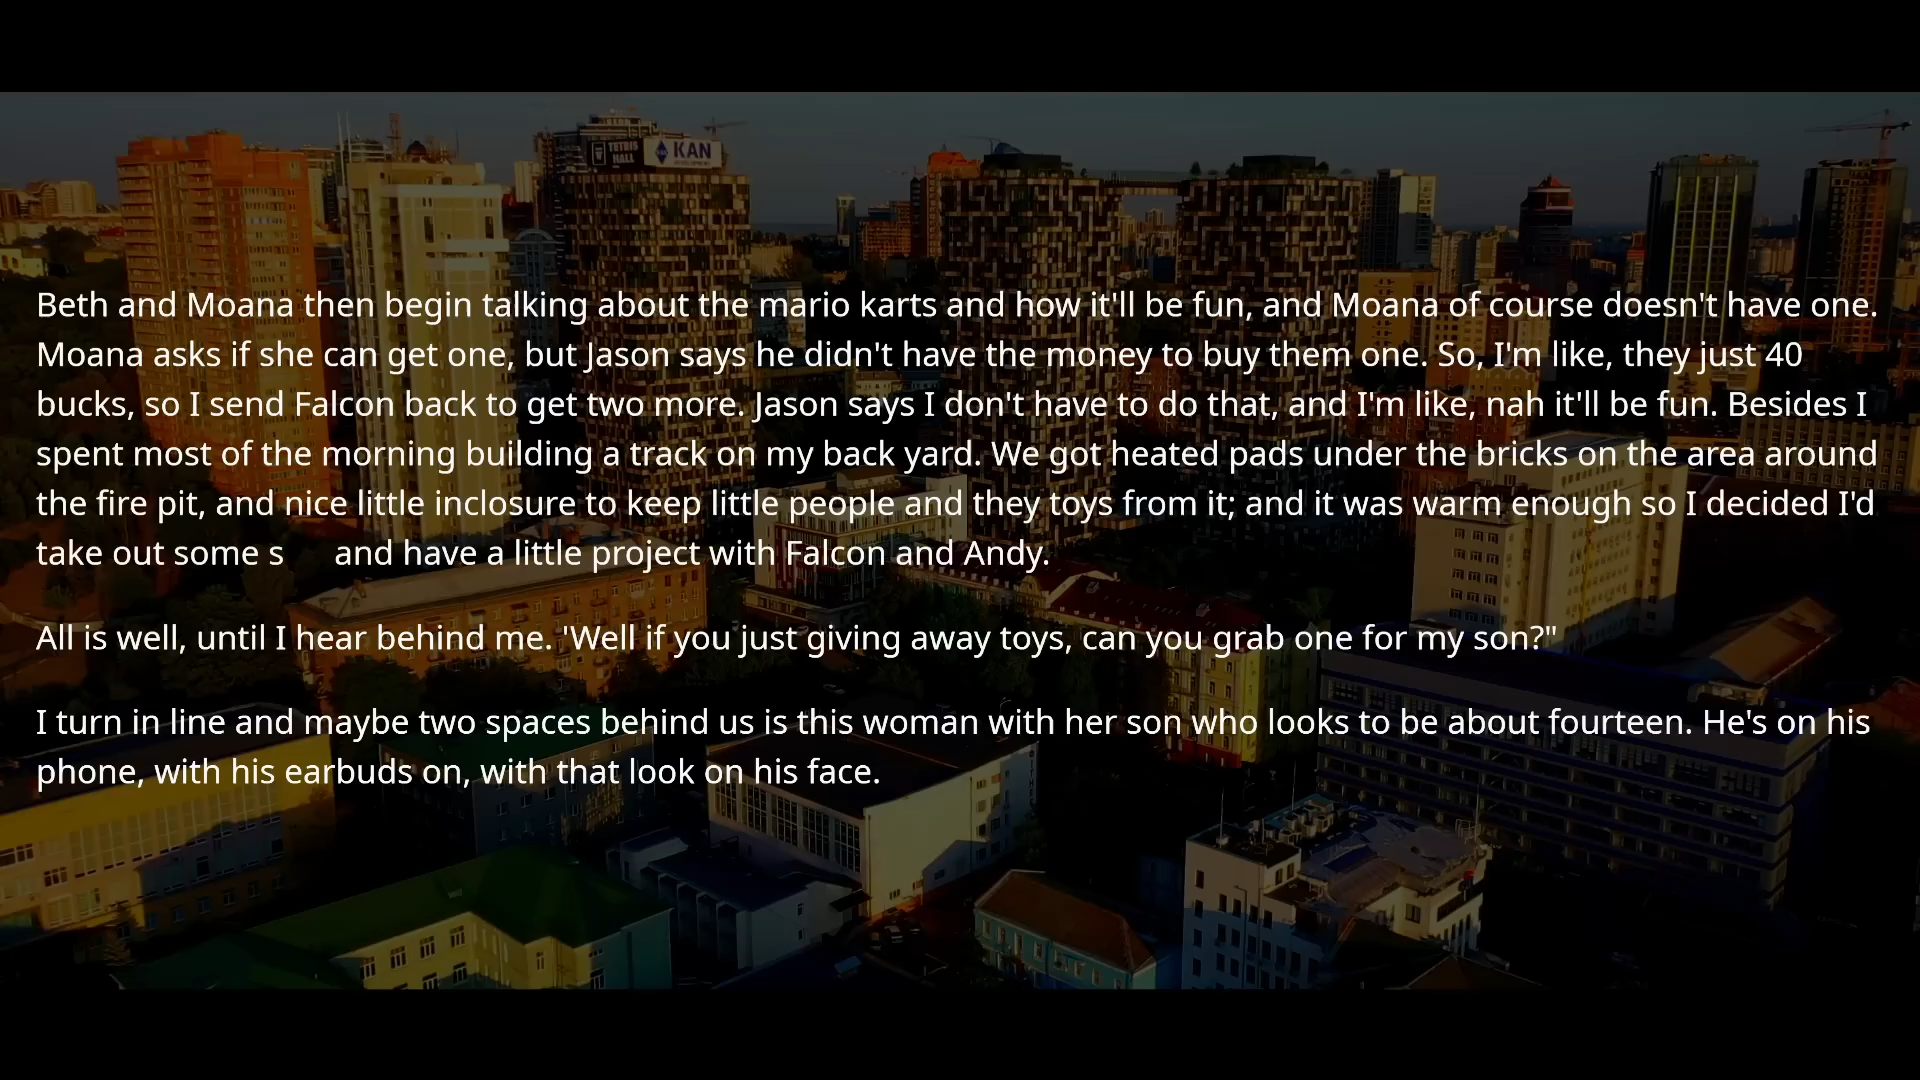 TETRIS
HALL
KAN
DEVELOPMENT
Beth and Moana then begin talking about the mario karts and how it'll be fun, and Moana of course doesn't have one.
Moana asks if she can get one, but Jason says he didn't have the money to buy them one. So, I'm like, they just 40
bucks, so I send Falcon back to get two more. Jason says I don't have to do that, and I'm like, nah it'll be fun. Besides I
spent most of the morning building a track on my back yard. We got heated pads under the bricks on the area around
the fire pit, and nice little inclosure to keep little people and they toys from it; and it was warm enough so I decided I'd
take out some s and have a little project with Falcon and Andy.
All is well, until I hear behind me. 'Well if you just giving away toys, can you grab one for my son?"
I turn in line and maybe two spaces behind us is this woman with her son who looks to be about fourteen. He's on his
phone, with his earbuds on, with that look on his face.